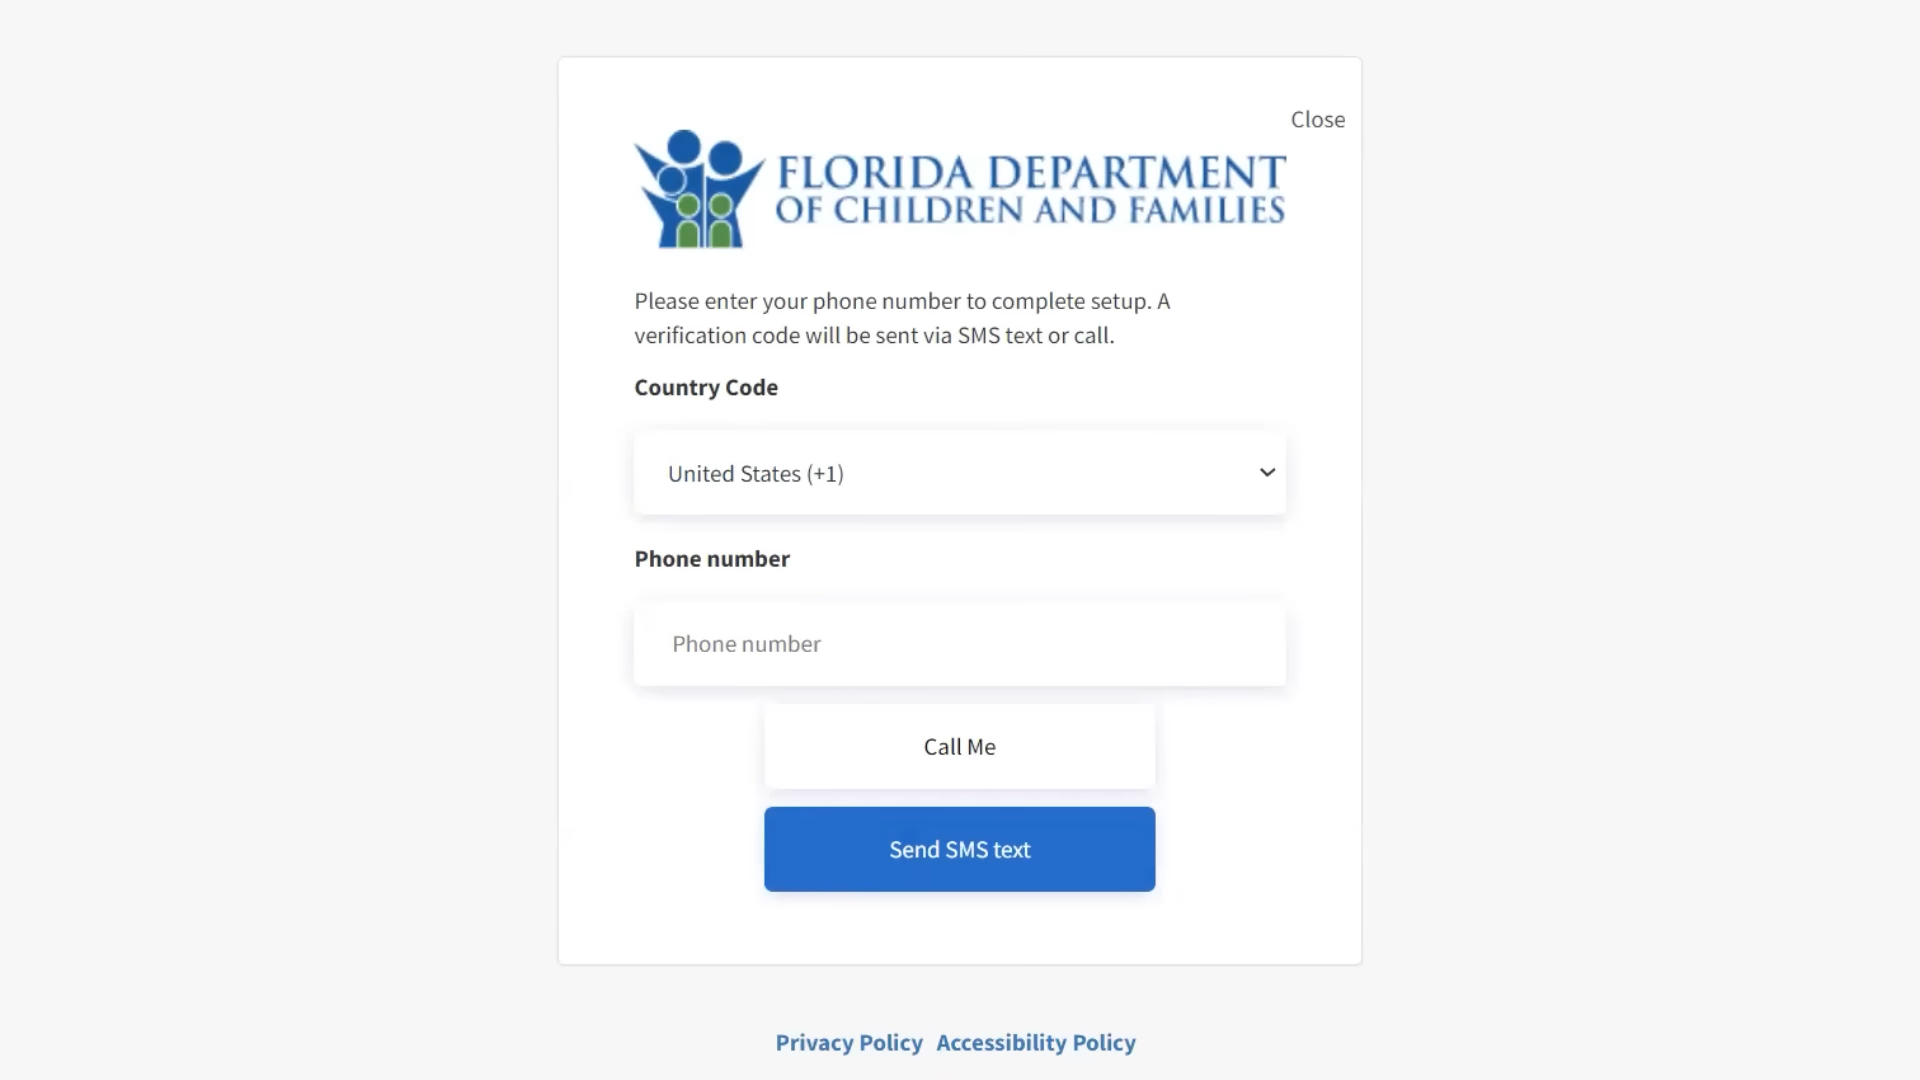 Close
FLORIDA DEPARTMENT
OF CHILDREN AND FAMILIES
Please enter your phone number to complete setup. A
verification code will be sent via SMS text or call.
Country Code
United States (+1)
Phone number
Phone number
Call Me
Send SMS text
Privacy Policy Accessibility Policy